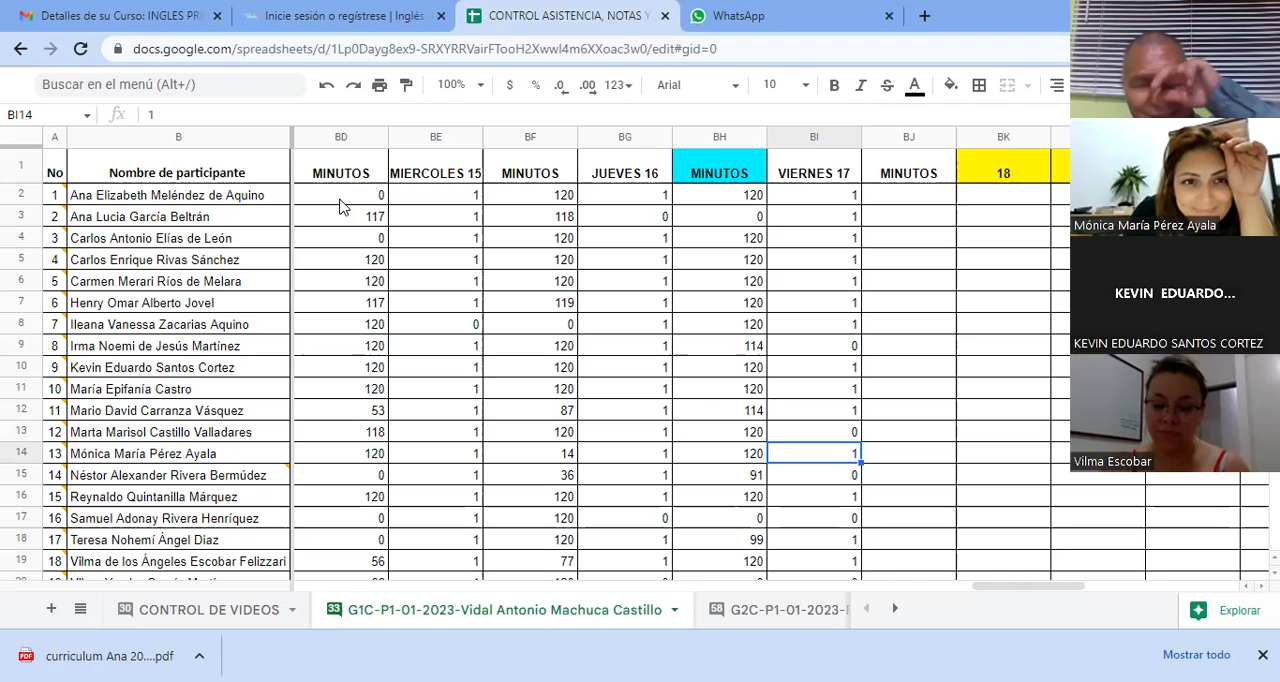 Detalles de su Curso: INGLÉS PRI
Inicie sesión o regístrese | Inglés
CONTROL ASISTENCIA, NOTAS
WhatsApp
docs.google.com/spreadsheets/d/
/edit#gid=0
Buscar en el menú (Alt+/)
100%
.0
.00
123
Arial
10
B
I
S
A
BI14
fx
1
A B BD BE BF BG BH BI BJ BK
1 No Nombre de participante MINUTOS MIERCOLES 15 MINUTOS JUEVES 16 MINUTOS VIERNES 17 MINUTOS 18
2 1 Ana Elizabeth Meléndez de Aquino 0 1 120 1 120 1
3 2 Ana Lucia García Beltrán 0 1 118 0 0 1
4 3 Carlos Antonio Elías de León 120 1 120 1 120 1
5 4 Carlos Enrique Rivas Sánchez 120 1 120 1 120 1
6 5 Carmen Merari Ríos de Melara 120 1 120 1 120 1
7 6 Henry Omar Alberto Jovel 117 1 119 1 120 1
8 7 Ileana Vanessa Zacarias Aquino 120 0 0 1 120 1
9 8 Irma Noemi de Jesús Martínez 120 1 120 1 114 0
10 9 Kevin Eduardo Santos Cortez 120 1 120 1 120 1
11 10 María Epifanía Castro 120 1 120 1 120 1
12 11 Mario David Carranza Vásquez 53 1 87 1 114 1
13 12 Marta Marisol Castillo Valladares 18 1 120 1 120 0
14 13 Mónica María Pérez Ayala 120 1 14 1 120 1
15 14 Néstor Alexander Rivera Bermúdez 120 1 36 1 91 0
16 15 Reynaldo Quintanilla Márquez 120 1 120 1 120 1
17 16 Samuel Adonay Rivera Henríquez 0 1 120 0 0 0
18 17 Teresa Nohemí Ángel Diaz 0 1 120 1 99 1
19 18 Vilma de los Ángeles Escobar Felizzari 56 1 77 1 120 1
Mónica María Pérez Ayala
KEVIN EDUARDO...
KEVIN EDUARDO SANTOS CORTEZ
Vilma Escobar
30 CONTROL DE VIDEOS
33 G1C-P1-01-2023-Vidal Antonio Machuca Castillo
58 G2C-P1-01-2023-
Explorar
PDF
curriculum Ana 20....pdf
Mostrar todo